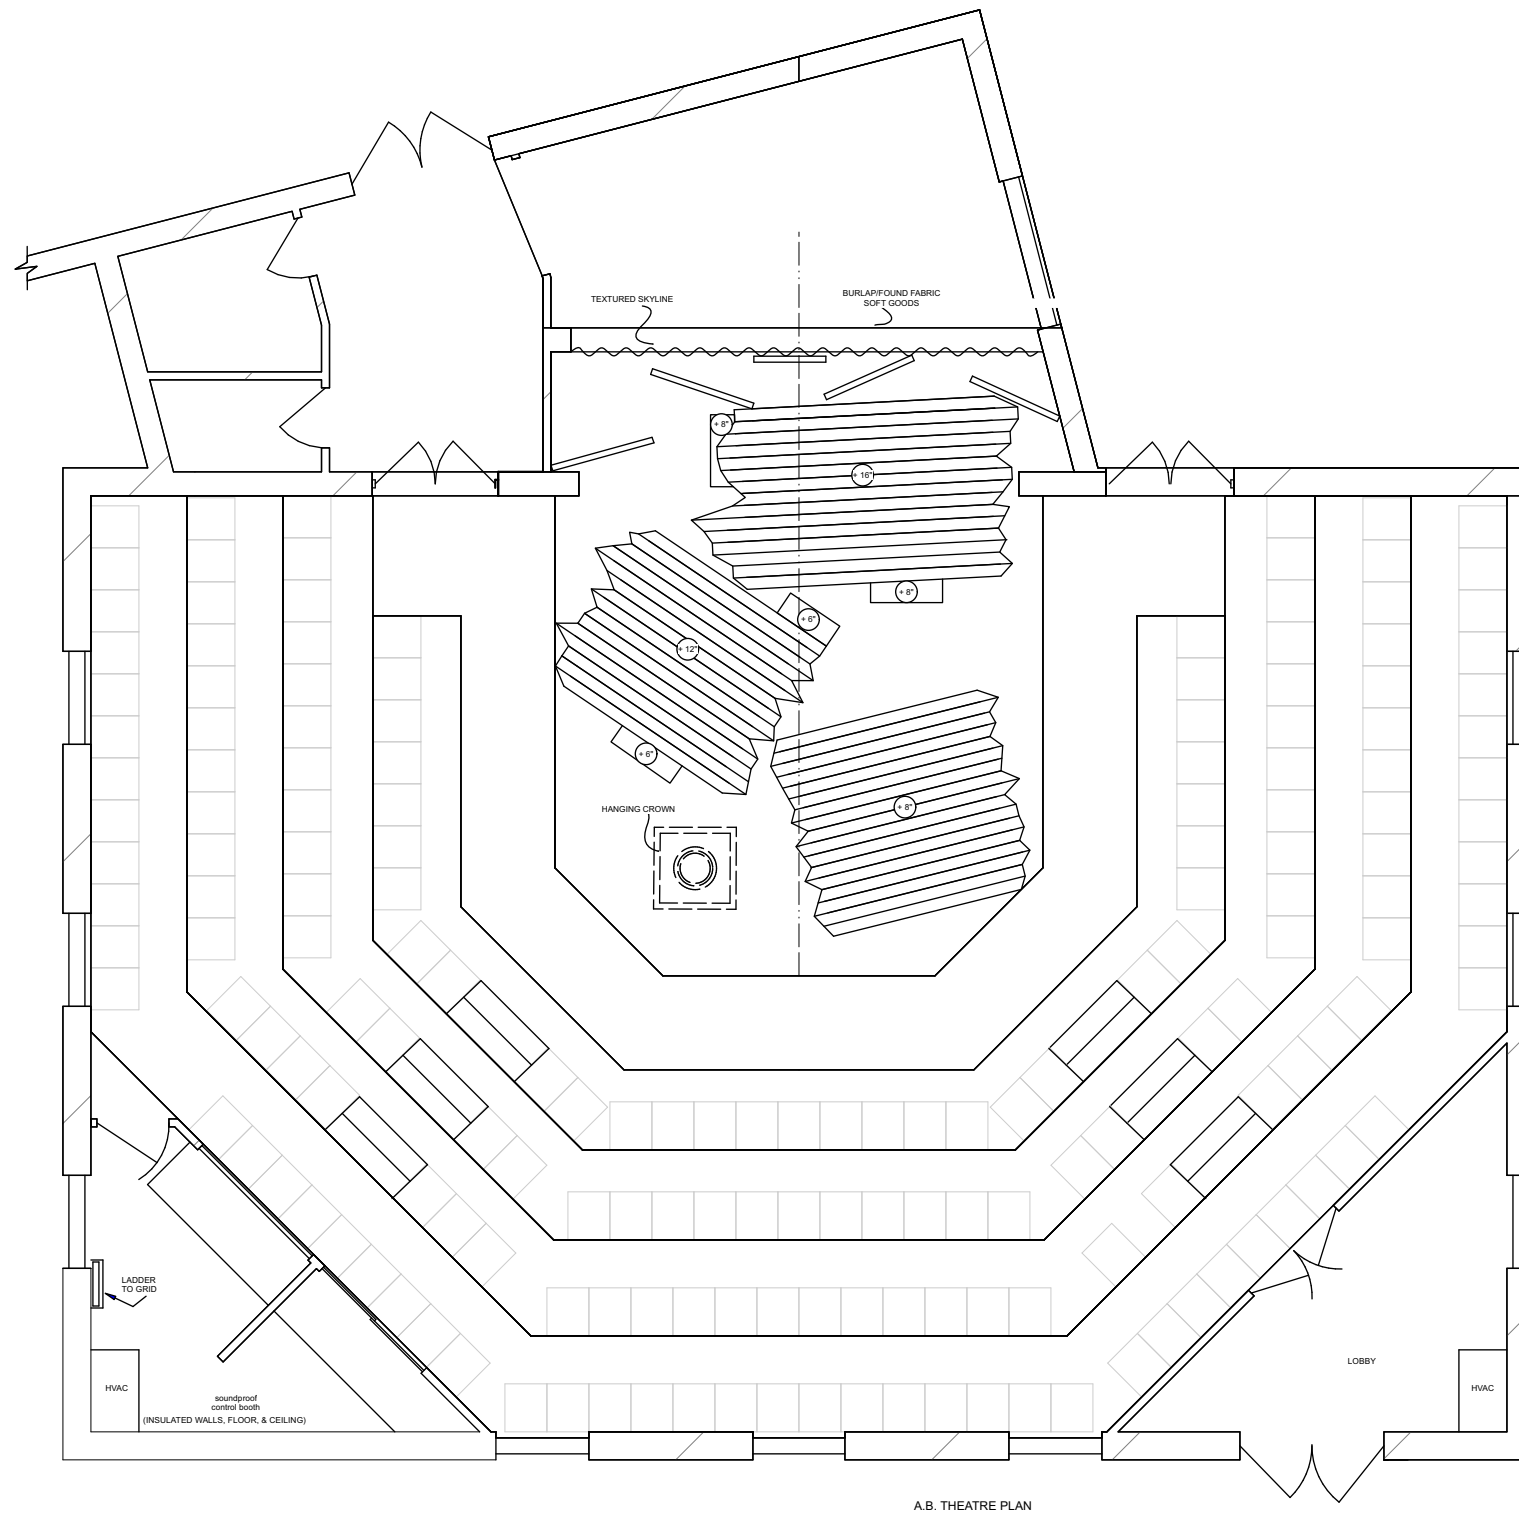 TEXTURED SKYLINE
BURLAP/FOUND FABRIC
SOFT GOODS
+ 8"
+ 16"
+ 8"
+ 6"
+ 12"
+ 6"
+ 8"
HANGING CROWN
LADDER
TO GRID
HVAC
soundproof
control booth
(INSULATED WALLS, FLOOR, & CEILING)
LOBBY
HVAC
A.B. THEATRE PLAN